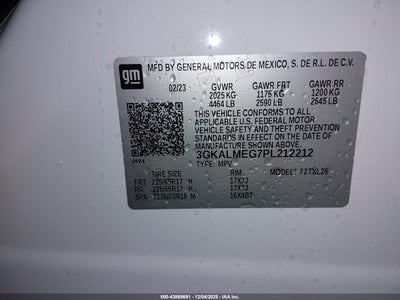 gm
MFD BY GENERAL MOTORS DE MEXICO, S. DE R.L. DE C.V.
02/23 GVWR GAWR FRT GAWR RR
2025 KG 1175 KG 1200 KG
4464 LB 2590 LB 2645 LB
THIS VEHICLE CONFORMS TO ALL
APPLICABLE U.S. FEDERAL MOTOR
VEHICLE SAFETY AND THEFT PREVENTION
STANDARDS IN EFFECT ON THE DATE OF
MANUFACTURE SHOWN ABOVE.
3GKALMEG7PL212212
TYPE: MPV MODEL: 72TXL26
TIRE SIZE RIM
FRT 225/65R17 H 17X7J
RR 225/65R17 H 17X7J
SPA T135/70R16 M 16X4BT
000-43868691 - 12/04/2025 - IAA Vehicles